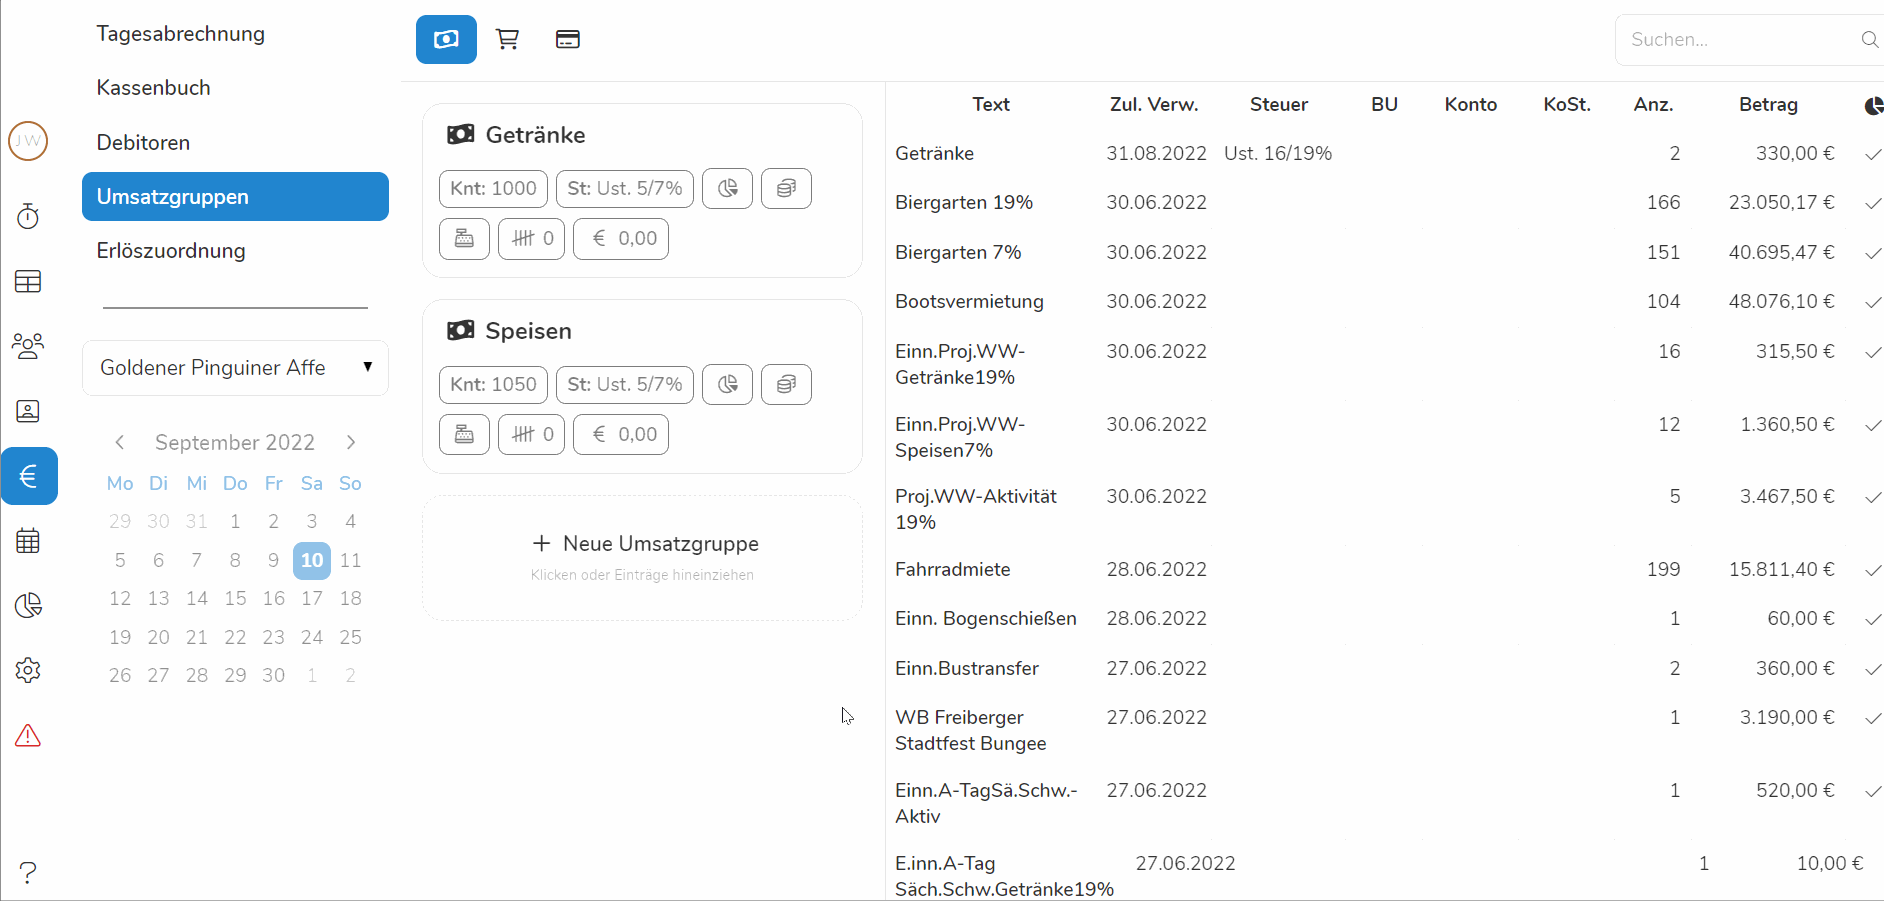 Tagesabrechnung
Kassenbuch
Debitoren
Umsatzgruppen
Erlöszuordnung
Goldener Pinguiner Affe ▼
September 2022
Mo Di Mi Do Fr Sa So
29 30 31 1 2 3 4
5 6 7 8 9 10 11
12 13 14 15 16 17 18
19 20 21 22 23 24 25
26 27 28 29 30 1 2
JW
€
?
Suchen...
Getränke
Knt: 1000 St: Ust. 5/7%
0 € 0,00
Speisen
Knt: 1050 St: Ust. 5/7%
0 € 0,00
+ Neue Umsatzgruppe
Klicken oder Einträge hineinziehen
Text Zul. Verw. Steuer BU Konto KoSt. Anz. Betrag
Getränke 31.08.2022 Ust. 16/19% 2 330,00 €
Biergarten 19% 30.06.2022 166 23.050,17 €
Biergarten 7% 30.06.2022 151 40.695,47 €
Bootsvermietung 30.06.2022 104 48.076,10 €
Einn.Proj.WW- 30.06.2022 16 315,50 €
Getränke19%
Einn.Proj.WW- 30.06.2022 12 1.360,50 €
Speisen7%
Proj.WW-Aktivität 30.06.2022 5 3.467,50 €
19%
Fahrradmiete 28.06.2022 199 15.811,40 €
Einn. Bogenschießen 28.06.2022 1 60,00 €
Einn.Bustransfer 27.06.2022 2 360,00 €
WB Freiberger 27.06.2022 1 3.190,00 €
Stadtfest Bungee
Einn.A-TagSä.Schw.- 27.06.2022 1 520,00 €
Aktiv
E.inn.A-Tag 27.06.2022 1 10,00 €
Säch.Schw.Getränke19%